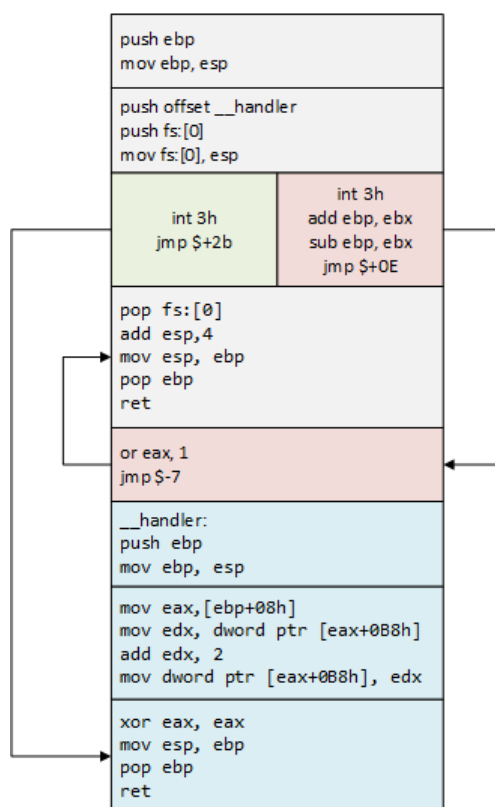 push ebp
mov ebp, esp
push offset __handler
push fs:[0]
mov fs:[0], esp
int 3h
jmp $+2b
int 3h
add ebp, ebx
sub ebp, ebx
jmp $+0E
pop fs:[0]
add esp,4
mov esp, ebp
pop ebp
ret
or eax, 1
jmp $-7
__handler:
push ebp
mov ebp, esp
mov eax,[ebp+08h]
mov edx, dword ptr [eax+0B8h]
add edx, 2
mov dword ptr [eax+0B8h], edx
xor eax, eax
mov esp, ebp
pop ebp
ret